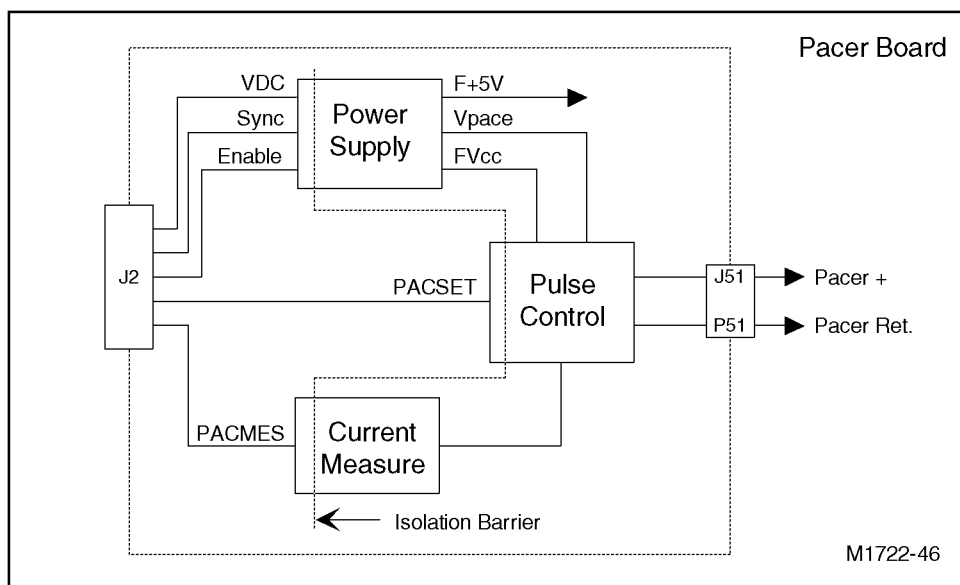 Pacer Board
VDC
Sync
Enable
Power
Supply
F+5V
Vpace
FVcc
J2
PACSET
Pulse
Control
J51
P51
Pacer +
Pacer Ret.
PACMES
Current
Measure
Isolation Barrier
M1722-46